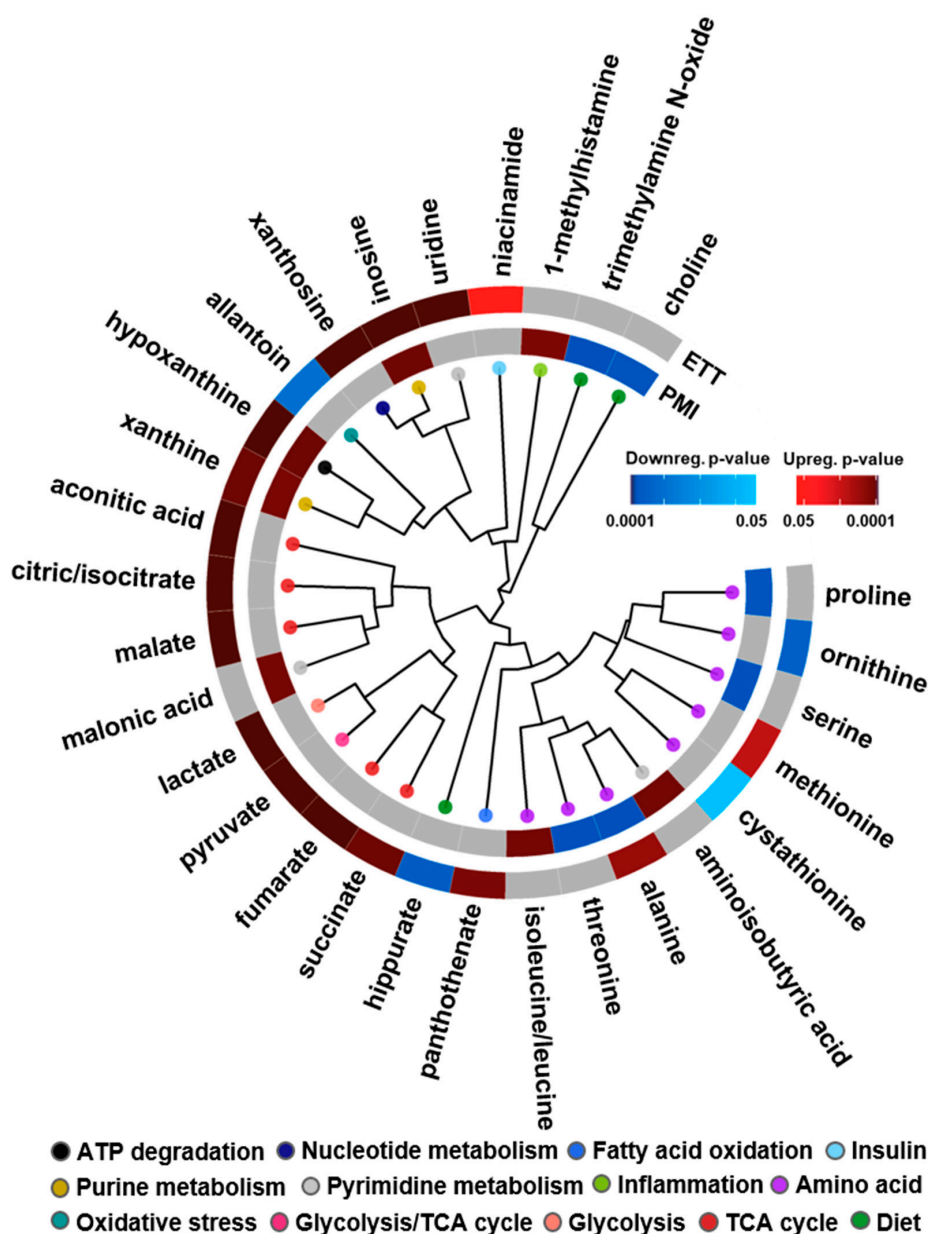 trimethylamine N-oxide
1-methylhistamine
niacinamide
choline
uridine
inosine
xanthosine
allantoin
hypoxanthine
xanthine
aconitic acid
citric/isocitrate
malate
malonic acid
lactate
pyruvate
fumarate
succinate
hippurate
panthothenate
isoleucine/leucine
threonine
alanine
aminoisobutyric acid
cystathionine
methionine
serine
ornithine
proline
ETT
PMI
Downreg. p-value Upreg. p-value
0.0001 0.05 0.05 0.0001
ATP degradation Nucleotide metabolism Fatty acid oxidation Insulin
Purine metabolism Pyrimidine metabolism Inflammation Amino acid
Oxidative stress Glycolysis/TCA cycle Glycolysis TCA cycle Diet